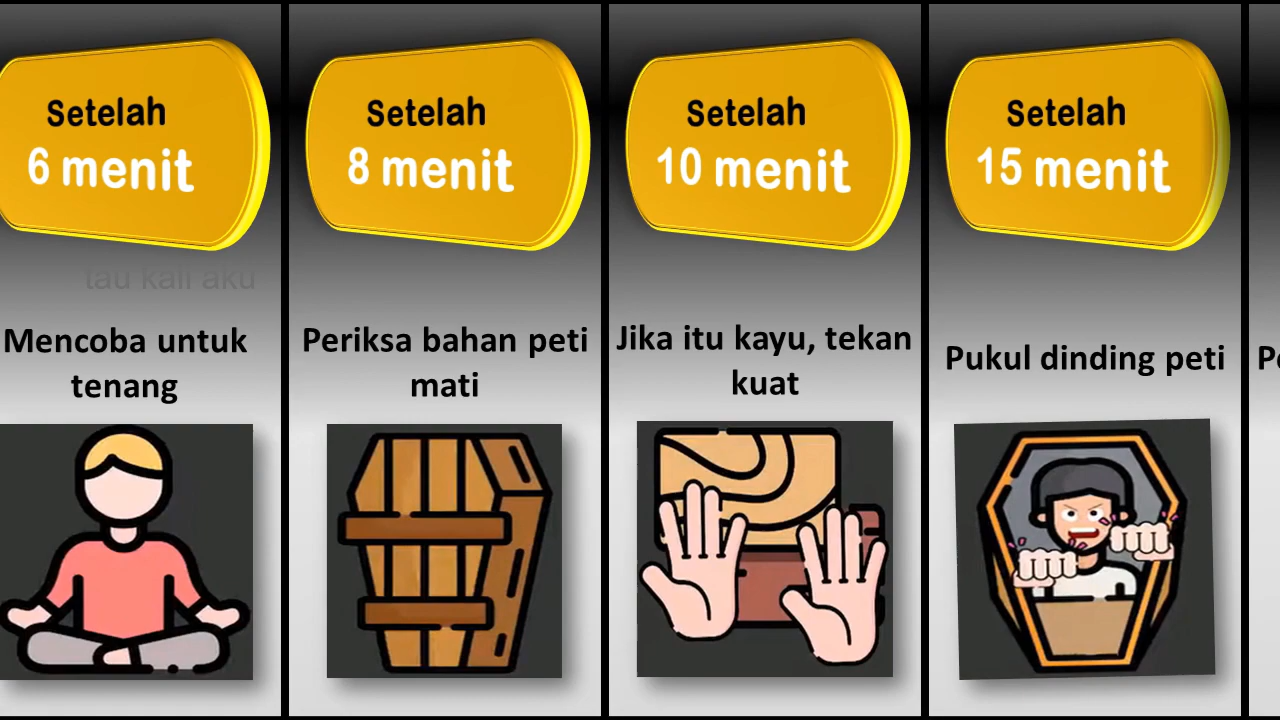 Setelah
6 menit
tau kali aku
Mencoba untuk
tenang
Setelah
8 menit
Periksa bahan peti
mati
Setelah
10 menit
Jika itu kayu, tekan
kuat
Setelah
15 menit
Pukul dinding peti